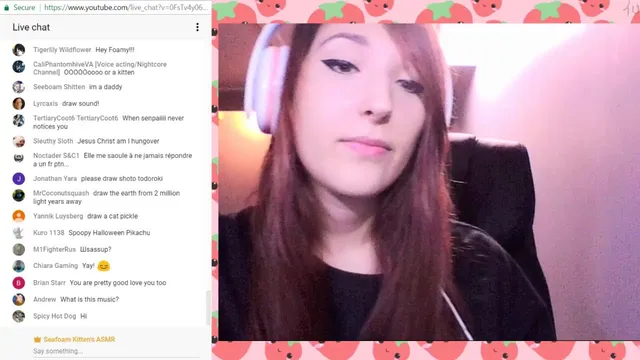 Secure | https://www.youtube.com/live_chat?v=0FsTv4y06...
Live chat
Tigerlily Wildflower Hey Foamy!!!
CaliPhantomhiveVA [Voice acting/Nightcore
Channel] OOOOOoooo or a kitten
Seeboam Shitten im a daddy
Lyrcaxis draw sound!
TertiaryCoot6 TertiaryCoot6 When senpaiiii never
notices you
Sleuthy Sloth Jesus Christ am I hungover
Noctader S&C1 Elle me saoule à ne jamais répondre
a un fr ptn...
Jonathan Yara please draw shoto todoroki
MrCoconutsquash draw the earth from 2 million
light years away
Yannik Luysberg draw a cat pickle
Kuro 1138 Spoopy Halloween Pikachu
M1FighterRus Шsassup?
Chiara Gaming Yay!
Brian Starr You are pretty good love you too
Andrew What is this music?
Spicy Hot Dog Hi
Seafoam Kitten's ASMR
Say something...